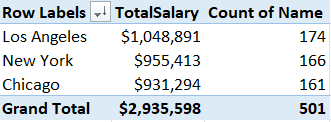 Row Labels TotalSalary Count of Name
Los Angeles $1,048,891 174
New York $955,413 166
Chicago $931,294 161
Grand Total $2,935,598 501